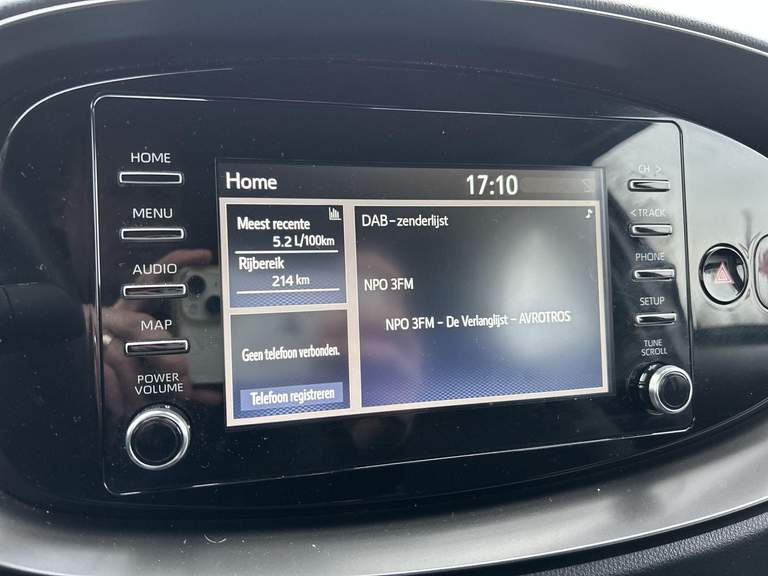 HOME
MENU
AUDIO
MAP
POWER
VOLUME
Home 17:10
Meest recente
5.2 L/100km
Rijbereik
214 km
Geen telefoon verbonden.
Telefoon registreren
DAB-zenderlijst
NPO 3FM
NPO 3FM - De Verlanglijst - AVROTROS
CH >
< TRACK
PHONE
SETUP
TUNE
SCROLL